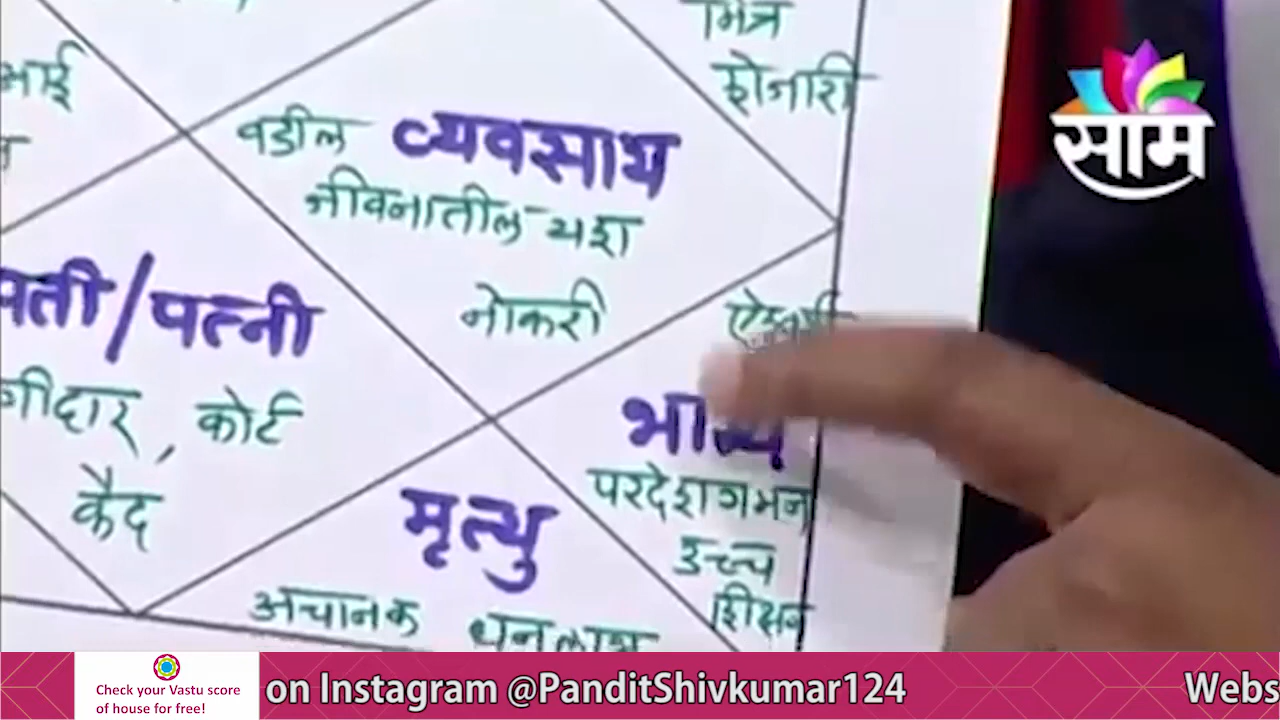 मित्र
शेजारी
भाई
वडील व्यवसाय
जीवनातील यश
नोकरी
पती/पत्नी
कोर्ट
कैद
भाग्य
परदेशगमन
उच्च
शिक्षण
मृत्यु
अचानक धनलाभ
साम
Check your Vastu score
of house for free!
on Instagram @PanditShivkumar124
Webs